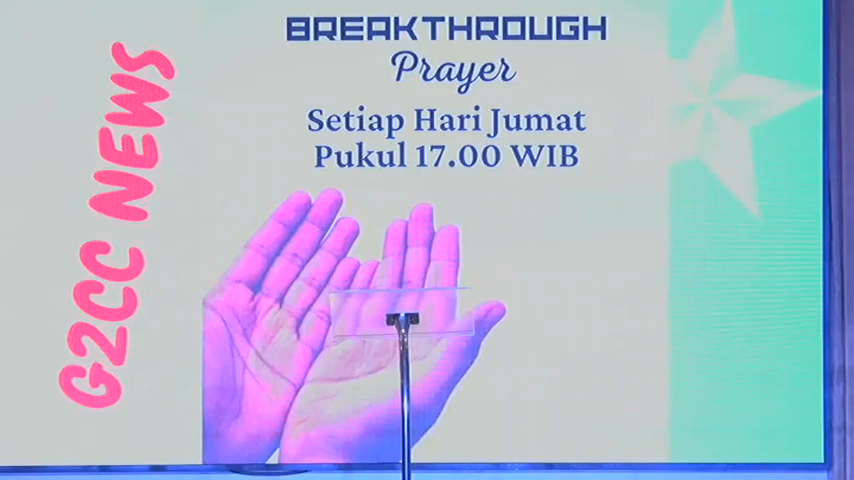 BREAKTHROUGH
Prayer
Setiap Hari Jumat
Pukul 17.00 WIB
G2CC NEWS